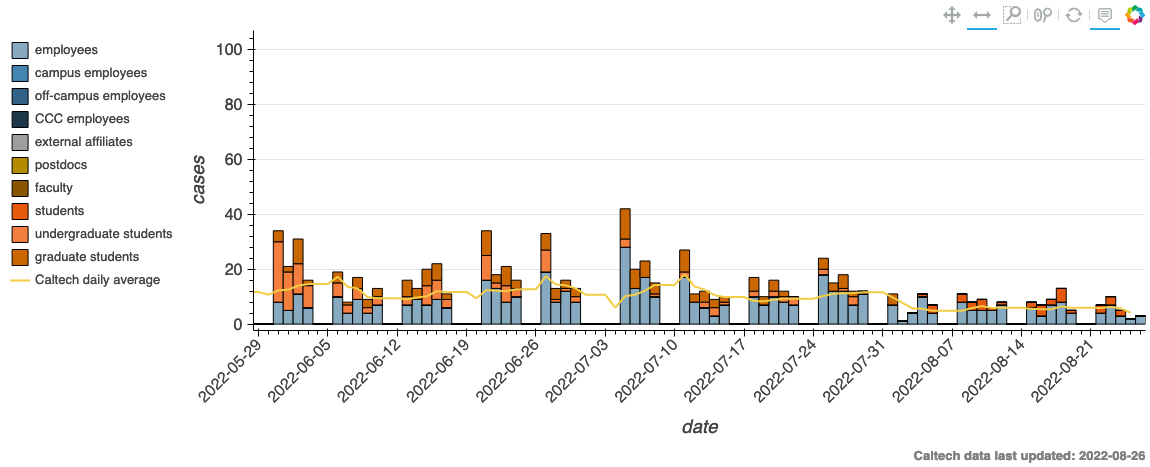 employees
campus employees
off-campus employees
CCC employees
external affiliates
postdocs
faculty
students
undergraduate students
graduate students
Caltech daily average
cases
100
80
60
40
20
0
2022-05-29
2022-06-05
2022-06-12
2022-06-19
2022-06-26
2022-07-03
2022-07-10
2022-07-17
2022-07-24
2022-07-31
2022-08-07
2022-08-14
2022-08-21
date
Caltech data last updated: 2022-08-26